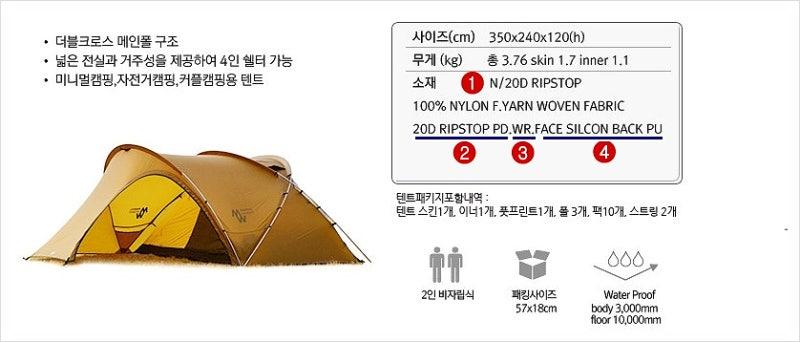 • 더블크로스 메인폴 구조
• 넓은 전실과 거주성을 제공하여 4인 쉘터 가능
• 미니멀캠핑,자전거캠핑,커플캠핑용 텐트
사이즈(cm) 350x240x120(h)
무게 (kg) 총 3.76 skin 1.7 inner 1.1
소재 1 N/20D RIPSTOP
100% NYLON F.YARN WOVEN FABRIC
20D RIPSTOP PD.WR.FACE SILCON BACK PU
2 3 4
텐트패키지포함내역 :
텐트 스킨1개, 이너1개, 풋프린트1개, 폴 3개, 팩10개, 스트링 2개
2인 비자립식
패킹사이즈
57x18cm
Water Proof
body 3,000mm
floor 10,000mm